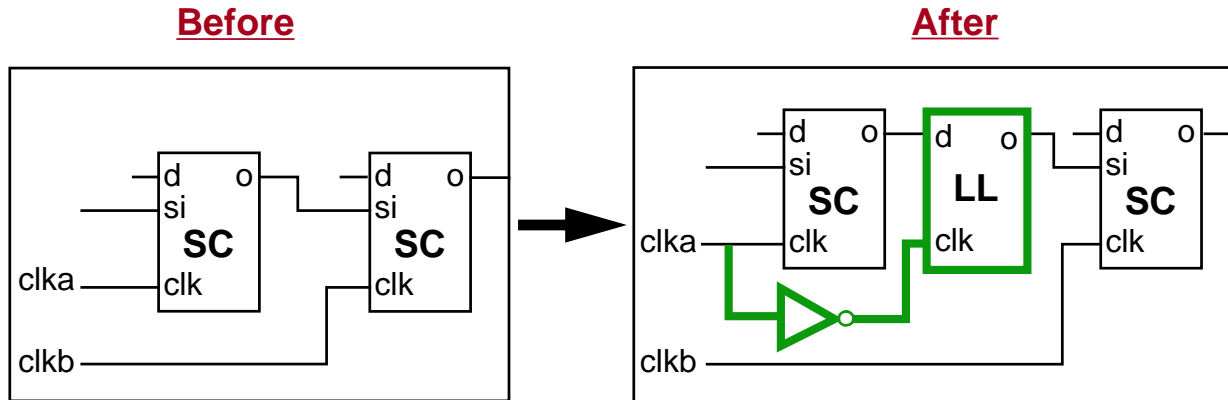 Before
After
d o
si
SC
clk
d o
si
SC
clk
clka
clkb
d o
si
SC
clk
d o
LL
clk
d o
si
SC
clk
clka
clkb